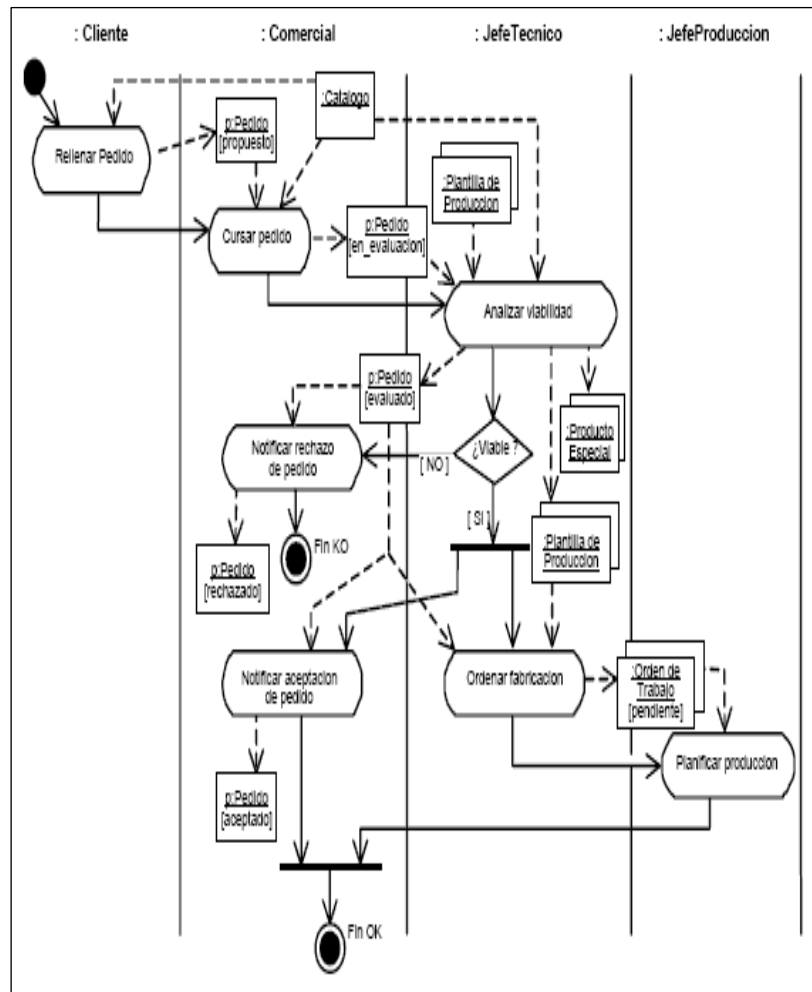 : Cliente
: Comercial
: JefeTecnico
: JefeProduccion
:Catalogo
p:Pedido
[propuesto]
Rellenar Pedido
:Plantilla de
Produccion
Cursar pedido
p:Pedido
[en_evaluacion]
Analizar viabilidad
p:Pedido
[evaluado]
Notificar rechazo
de pedido
[ NO ]
¿Viable ?
:Producto
Especial
[ SI ]
Fin KO
:Plantilla de
Produccion
p:Pedido
[rechazado]
Notificar aceptacion
de pedido
Ordenar fabricacion
:Orden de
Trabajo
[pendiente]
Planificar produccion
p:Pedido
[aceptado]
Fin OK